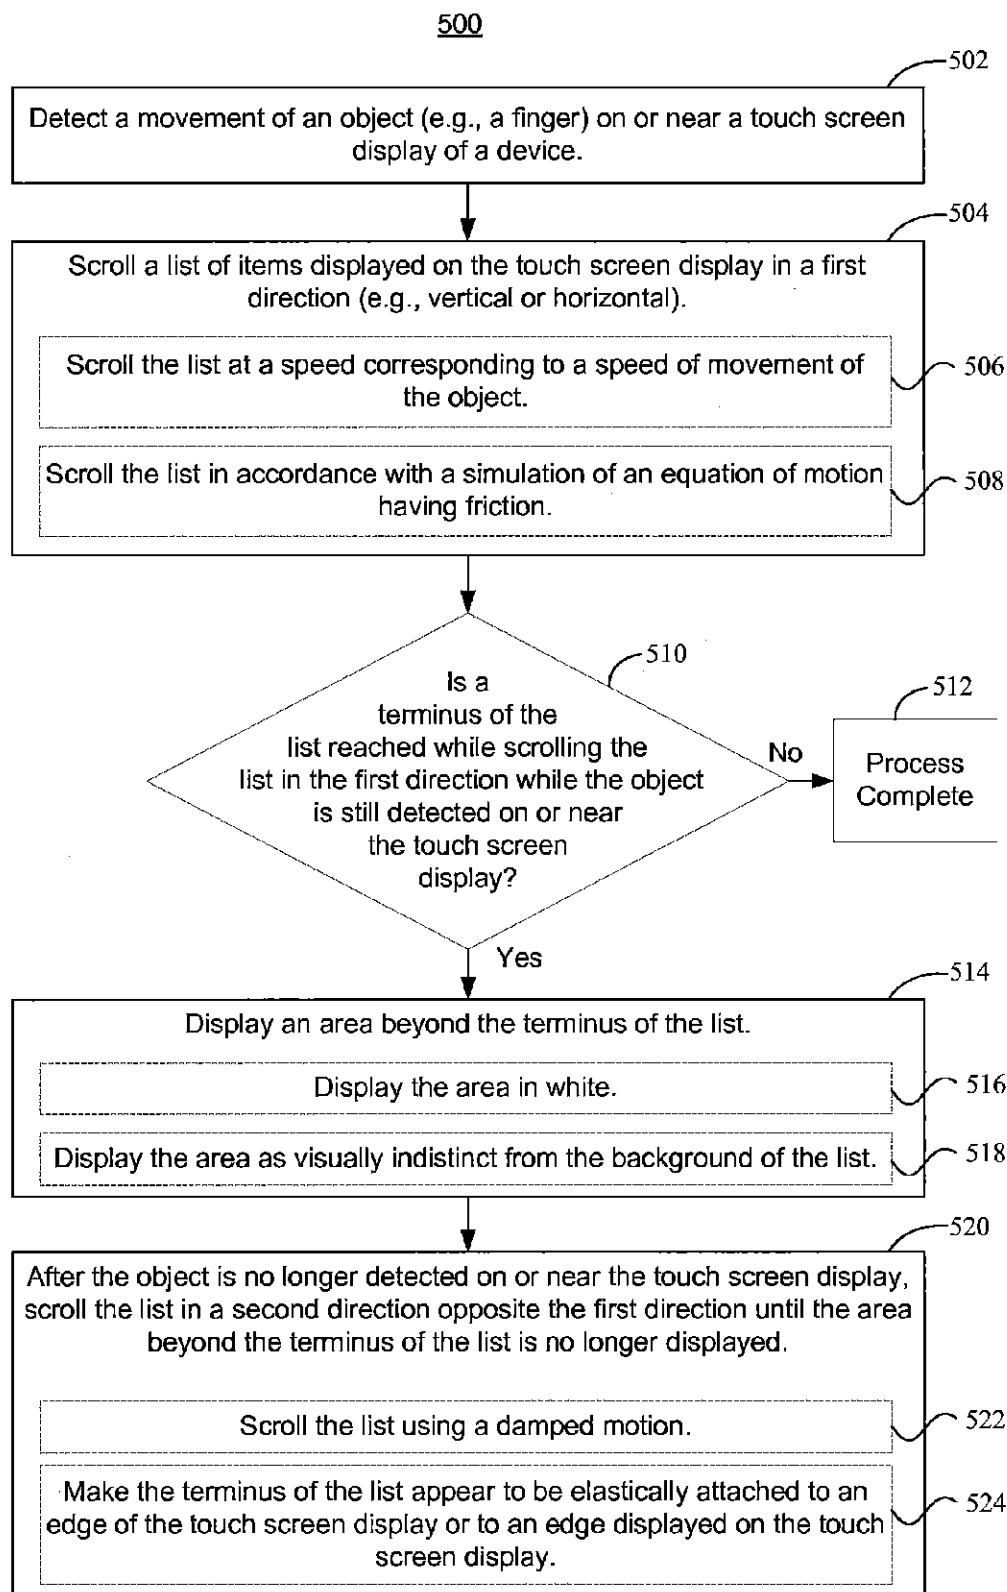 500
502
Detect a movement of an object (e.g., a finger) on or near a touch screen
display of a device.
504
Scroll a list of items displayed on the touch screen display in a first
direction (e.g., vertical or horizontal).
Scroll the list at a speed corresponding to a speed of movement of
the object.
506
Scroll the list in accordance with a simulation of an equation of motion
having friction.
508
510
Is a
terminus of the
list reached while scrolling the
list in the first direction while the object
is still detected on or near
the touch screen
display?
No
512
Process
Complete
Yes
514
Display an area beyond the terminus of the list.
Display the area in white.
516
Display the area as visually indistinct from the background of the list.
518
520
After the object is no longer detected on or near the touch screen display,
scroll the list in a second direction opposite the first direction until the area
beyond the terminus of the list is no longer displayed.
Scroll the list using a damped motion.
522
Make the terminus of the list appear to be elastically attached to an
edge of the touch screen display or to an edge displayed on the touch
screen display.
524